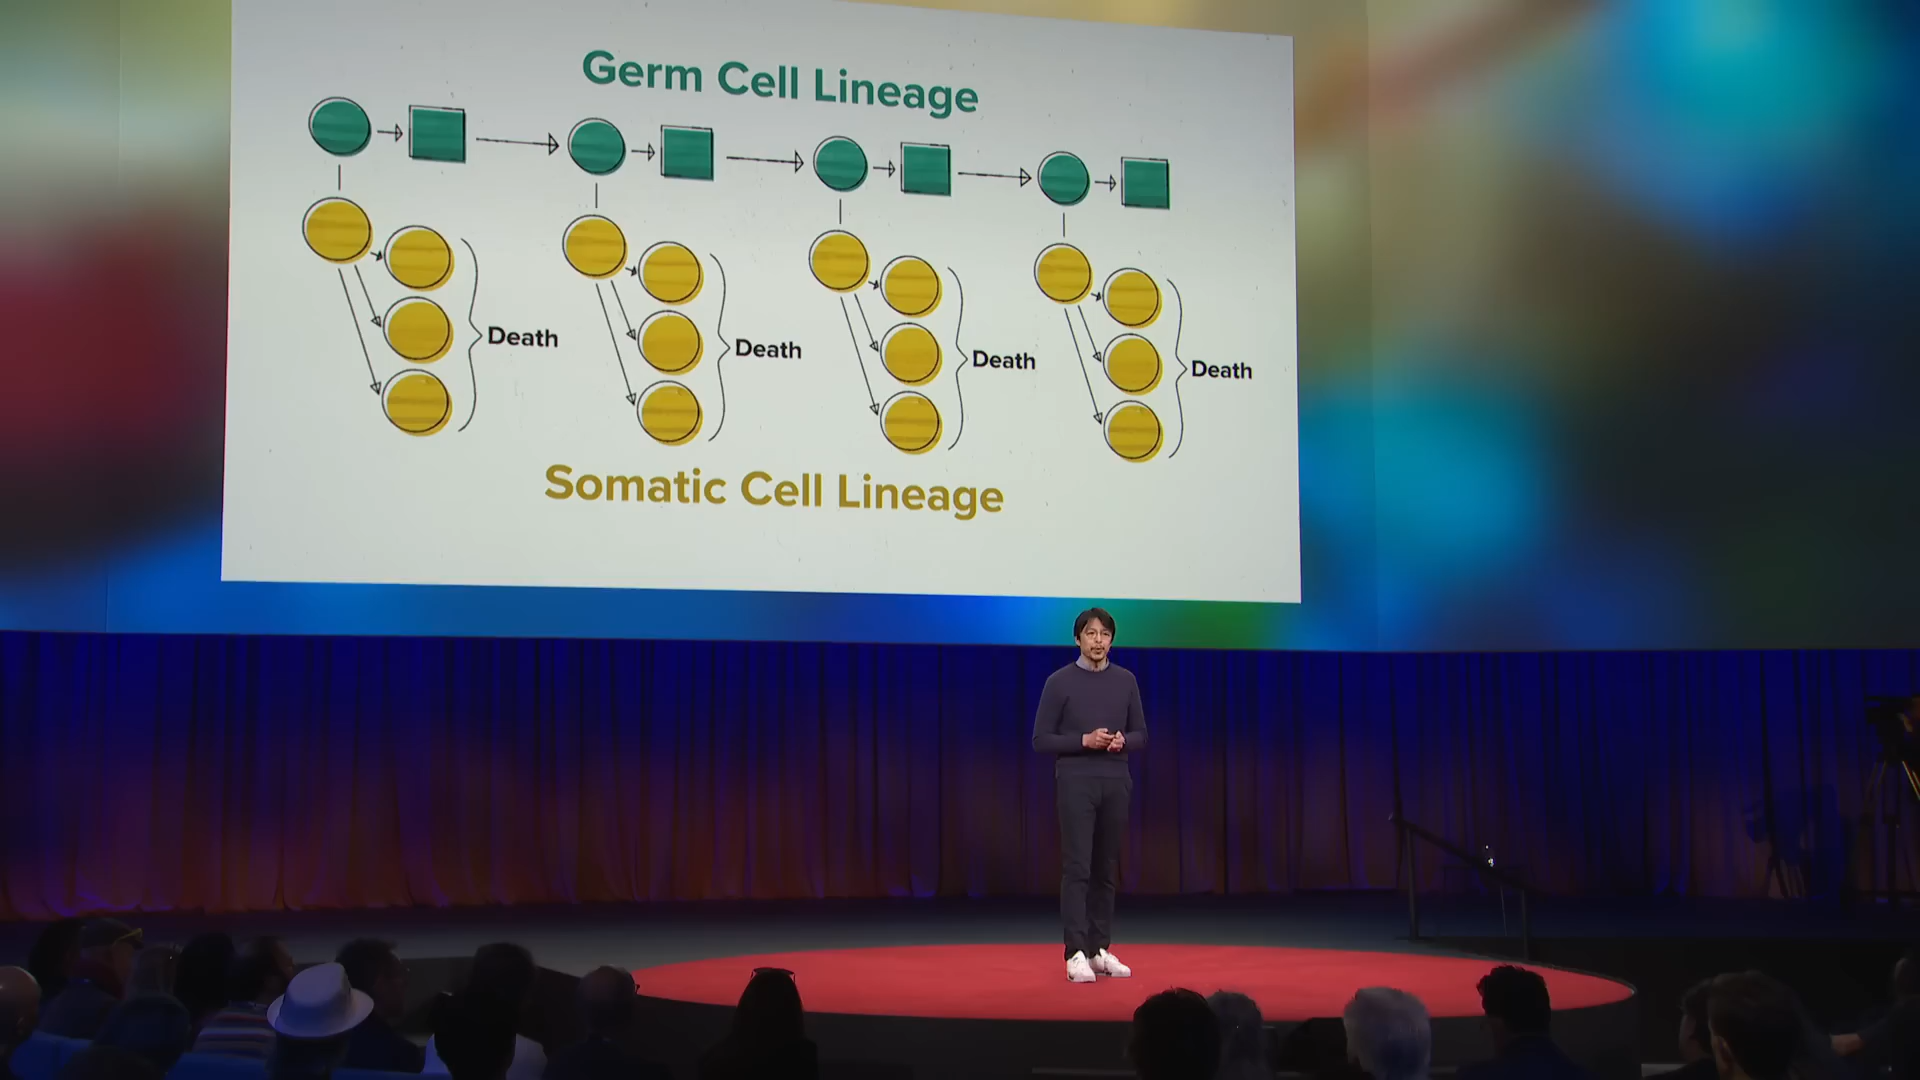 Germ Cell Lineage
Death
Death
Death
Death
Somatic Cell Lineage